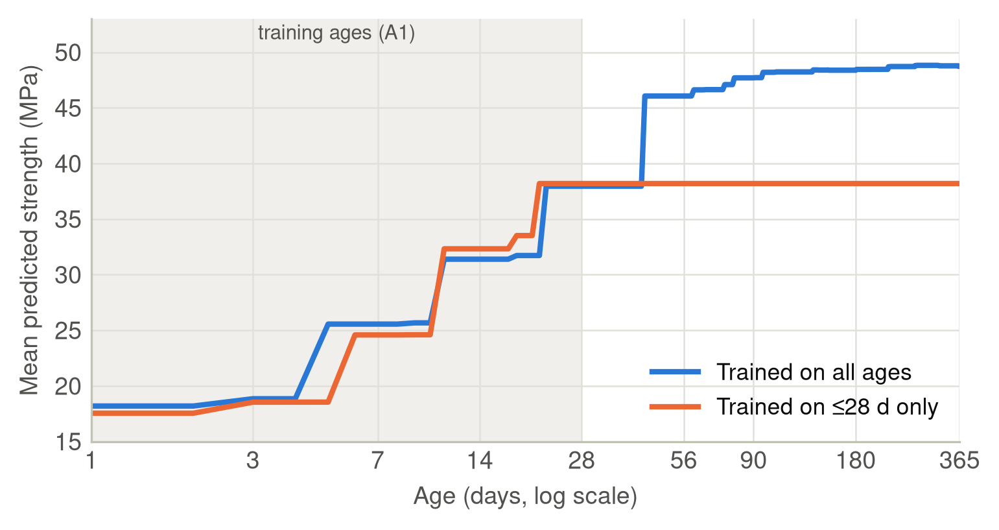 training ages (A1)
50
45
40
35
30
25
20
15
Mean predicted strength (MPa)
Trained on all ages
Trained on ≤28 d only
1 3 7 14 28 56 90 180 365
Age (days, log scale)